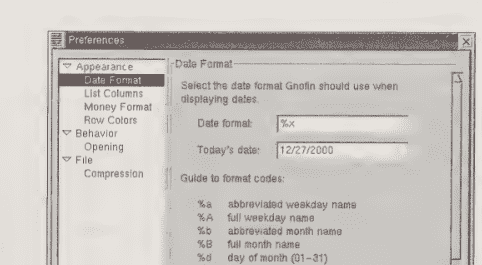 Preferences
Appearance
Date Format
List Columns
Money Format
Row Colors
Behavior
Opening
File
Compression
Date Format
Select the date format Gnofin should use when
displaying dates.
Date format: %x
Today's date: 12/27/2000
Guide to format codes:
%a abbreviated weekday name
%A full weekday name
%b abbreviated month name
%B full month name
%d day of month (01-31)